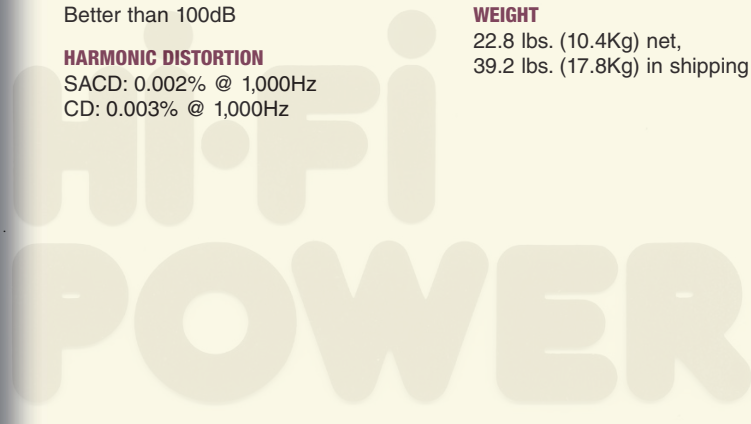 Better than 100dB
HARMONIC DISTORTION
SACD: 0.002% @ 1,000Hz
CD: 0.003% @ 1,000Hz
WEIGHT
22.8 lbs. (10.4Kg) net,
39.2 lbs. (17.8Kg) in shipping
Hi•Fi
POWER